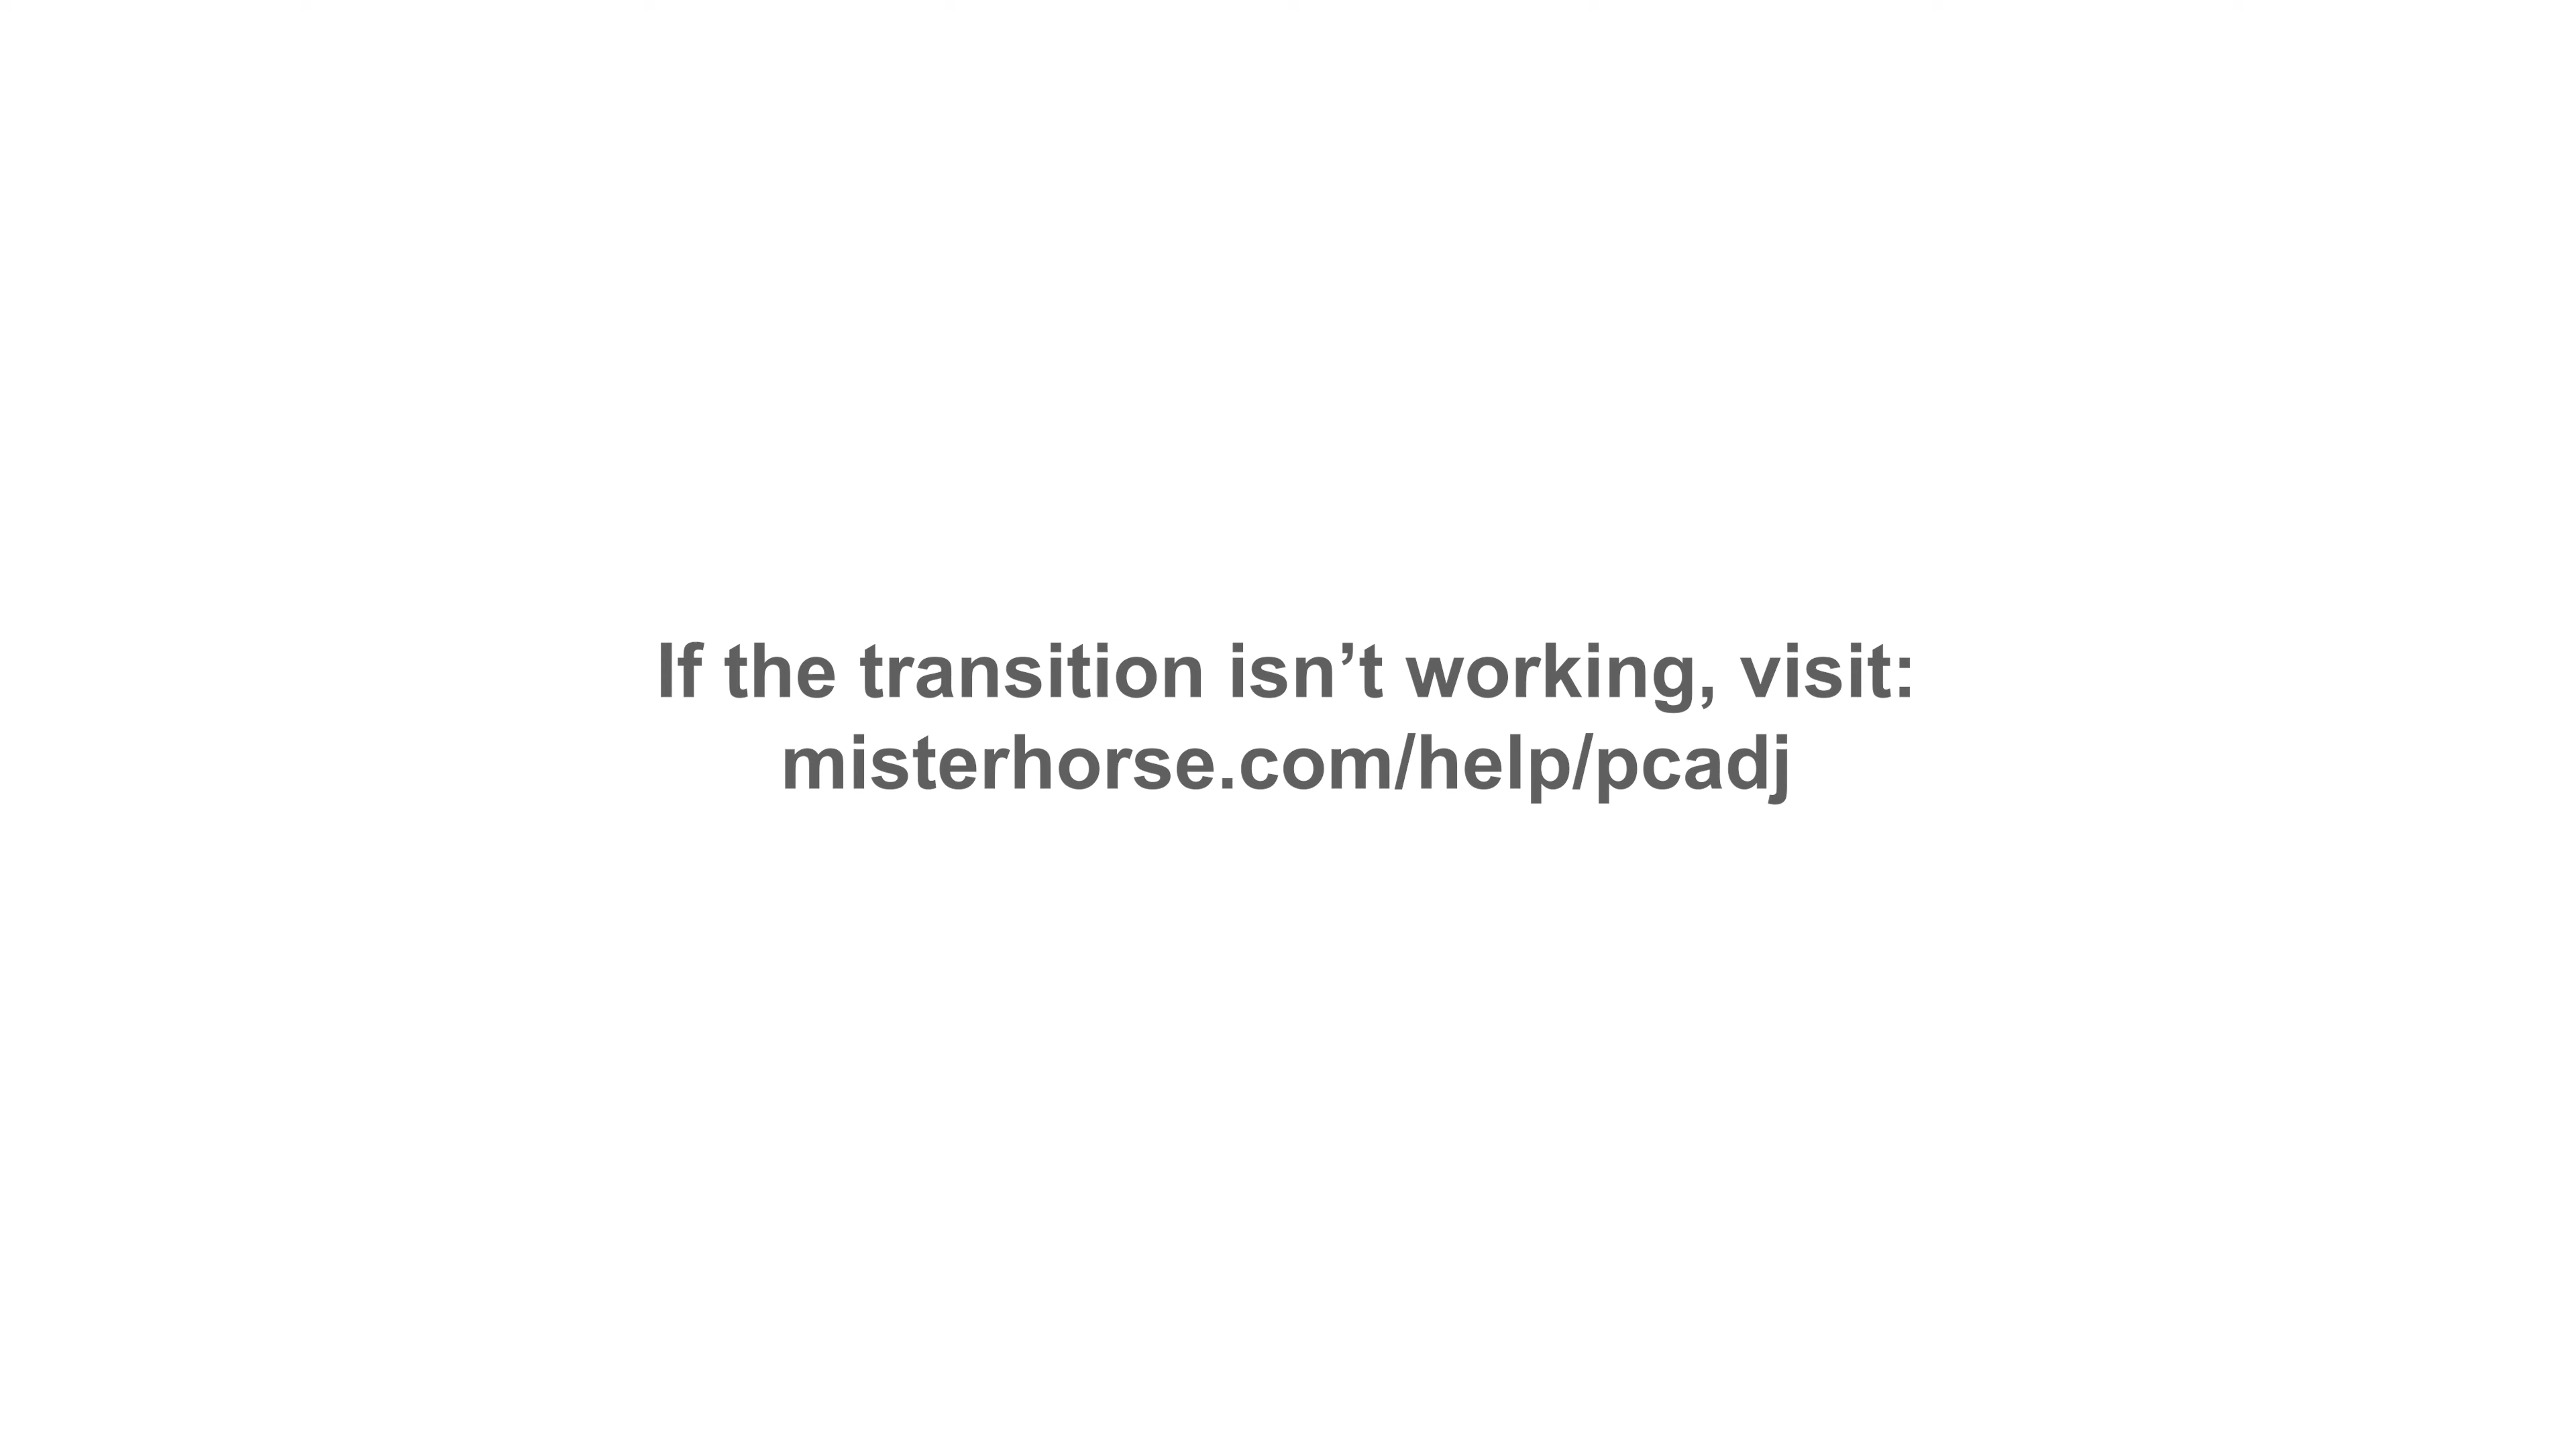 If the transition isn’t working, visit:
misterhorse.com/help/pcadj